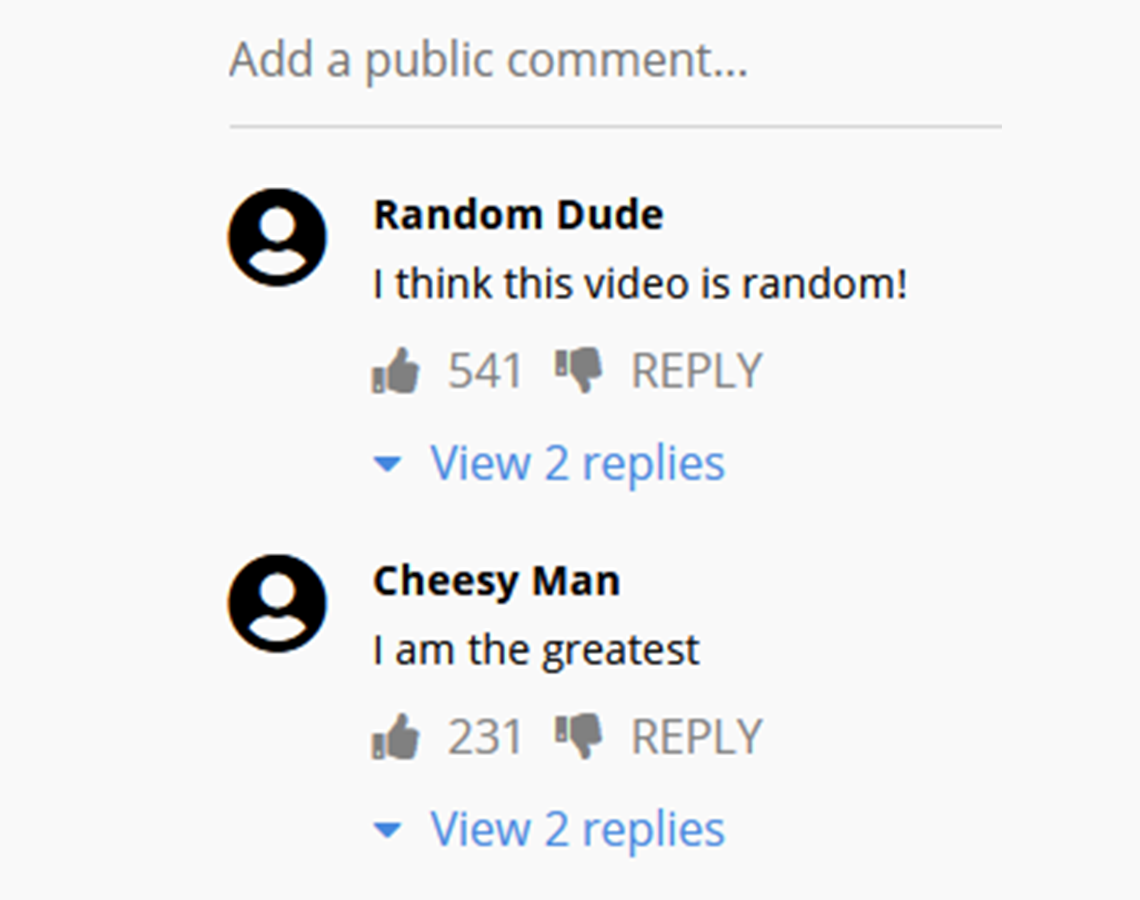 Add a public comment...
Random Dude
I think this video is random!
541 REPLY
View 2 replies
Cheesy Man
I am the greatest
231 REPLY
View 2 replies